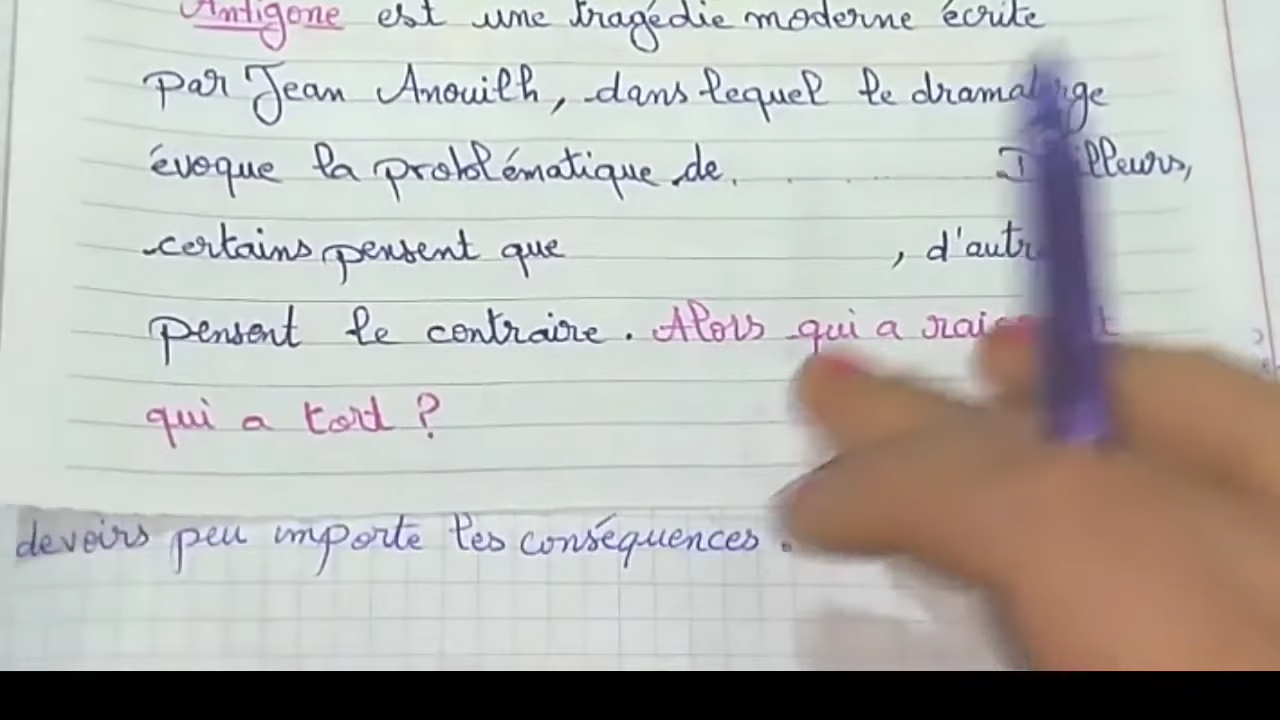 Antigone est une tragédie moderne écrite
par Jean Anouilh, dans lequel le dramaturge
évoque la problématique de. D'ailleurs,
certains pensent que , d'autres
pensent le contraire. Alors qui a raison et
qui a tord ?
devoirs peu importe les conséquences.